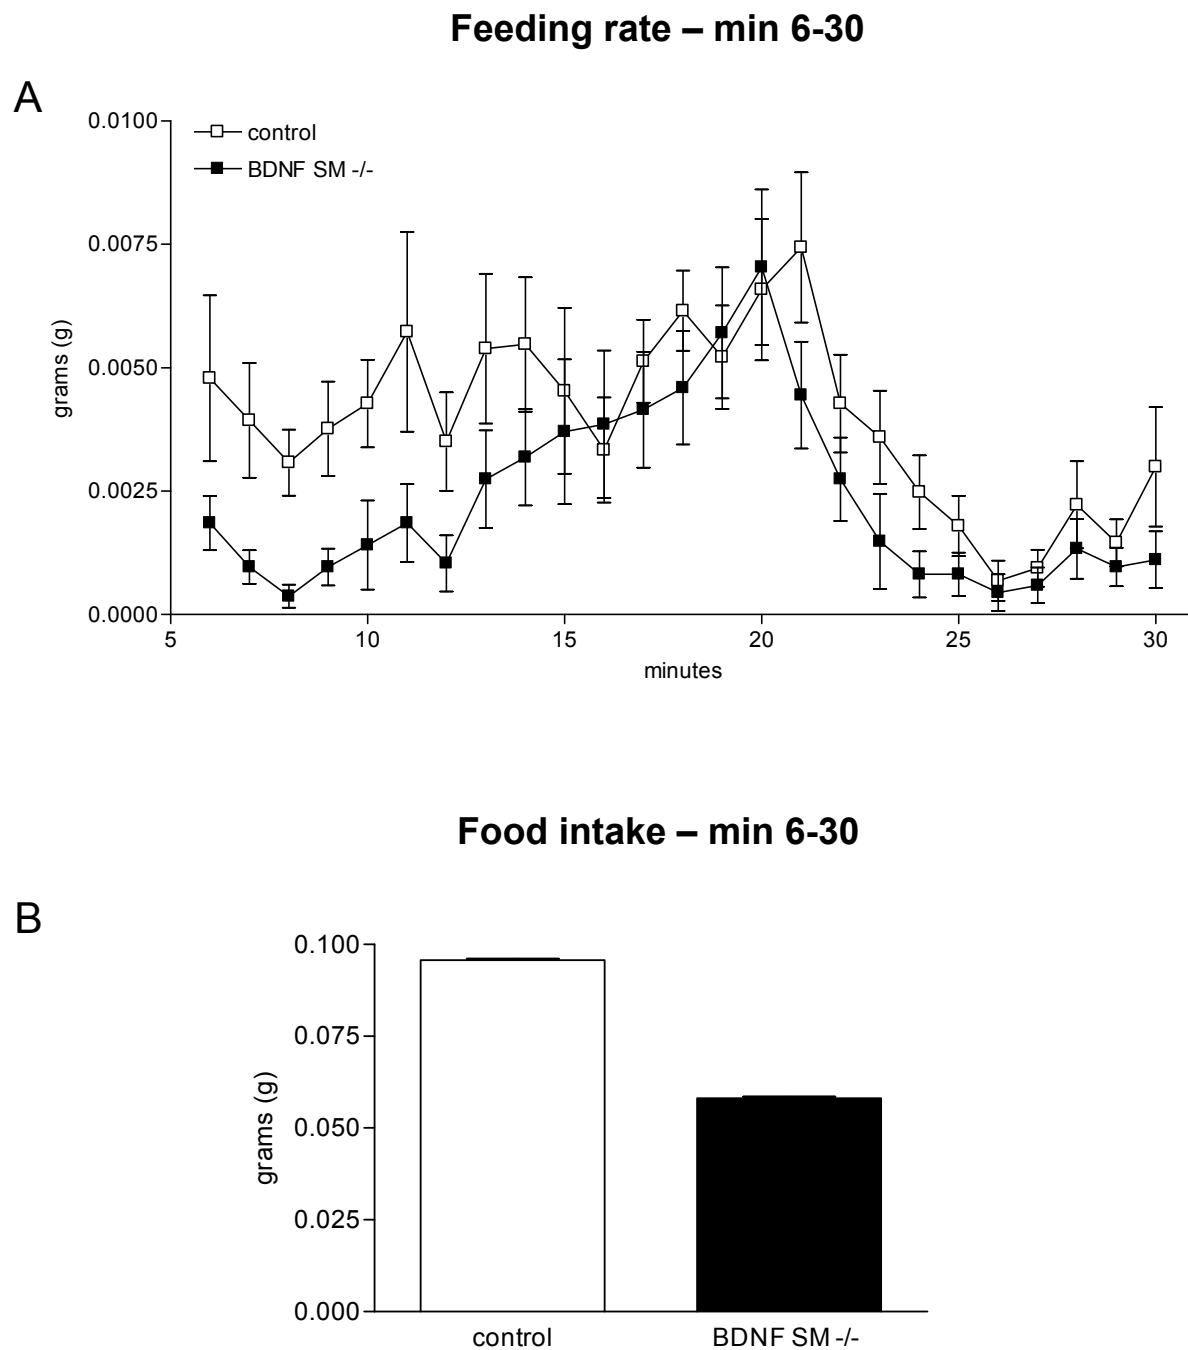 Feeding rate – min 6-30
A
0.0100
control
BDNF SM -/-
0.0075
0.0050
0.0025
0.0000
grams (g)
5 10 15 20 25 30
minutes
Food intake – min 6-30
B
0.100
0.075
0.050
0.025
0.000
grams (g)
control BDNF SM -/-